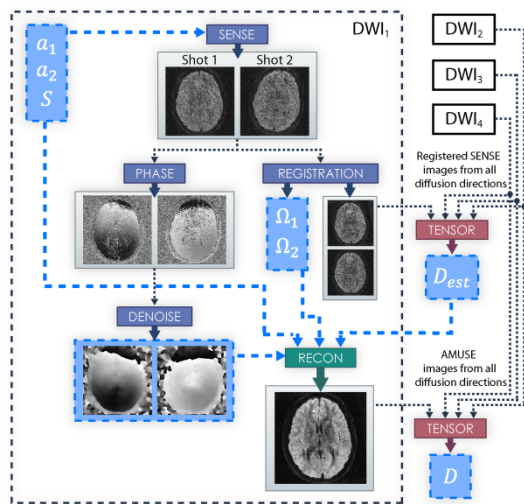 a₁
a₂
S
SENSE
DWI₁
Shot 1
Shot 2
DWI₂
DWI₃
DWI₄
PHASE
REGISTRATION
Registered SENSE
images from all
diffusion directions
Ω₁
Ω₂
TENSOR
D_est
DENOISE
RECON
AMUSE
images from all
diffusion directions
TENSOR
D